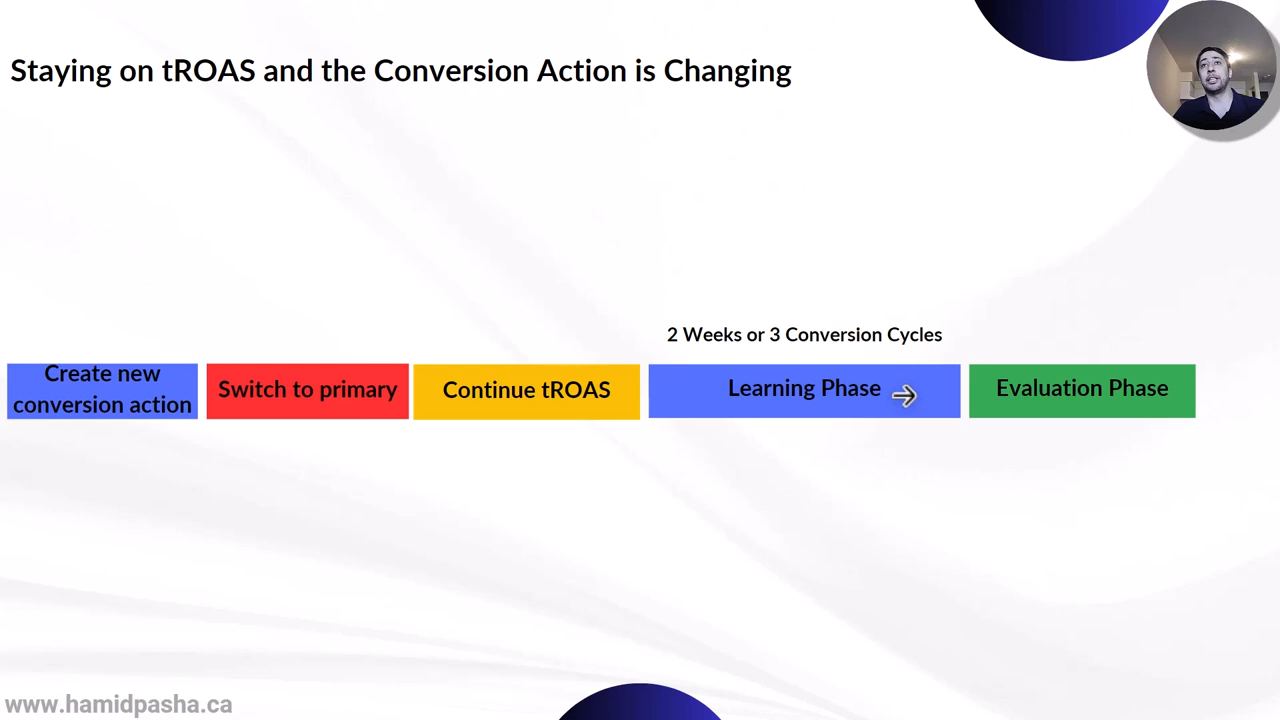 Staying on tROAS and the Conversion Action is Changing
2 Weeks or 3 Conversion Cycles
Create new
conversion action
Switch to primary
Continue tROAS
Learning Phase
Evaluation Phase
www.hamidpasha.ca